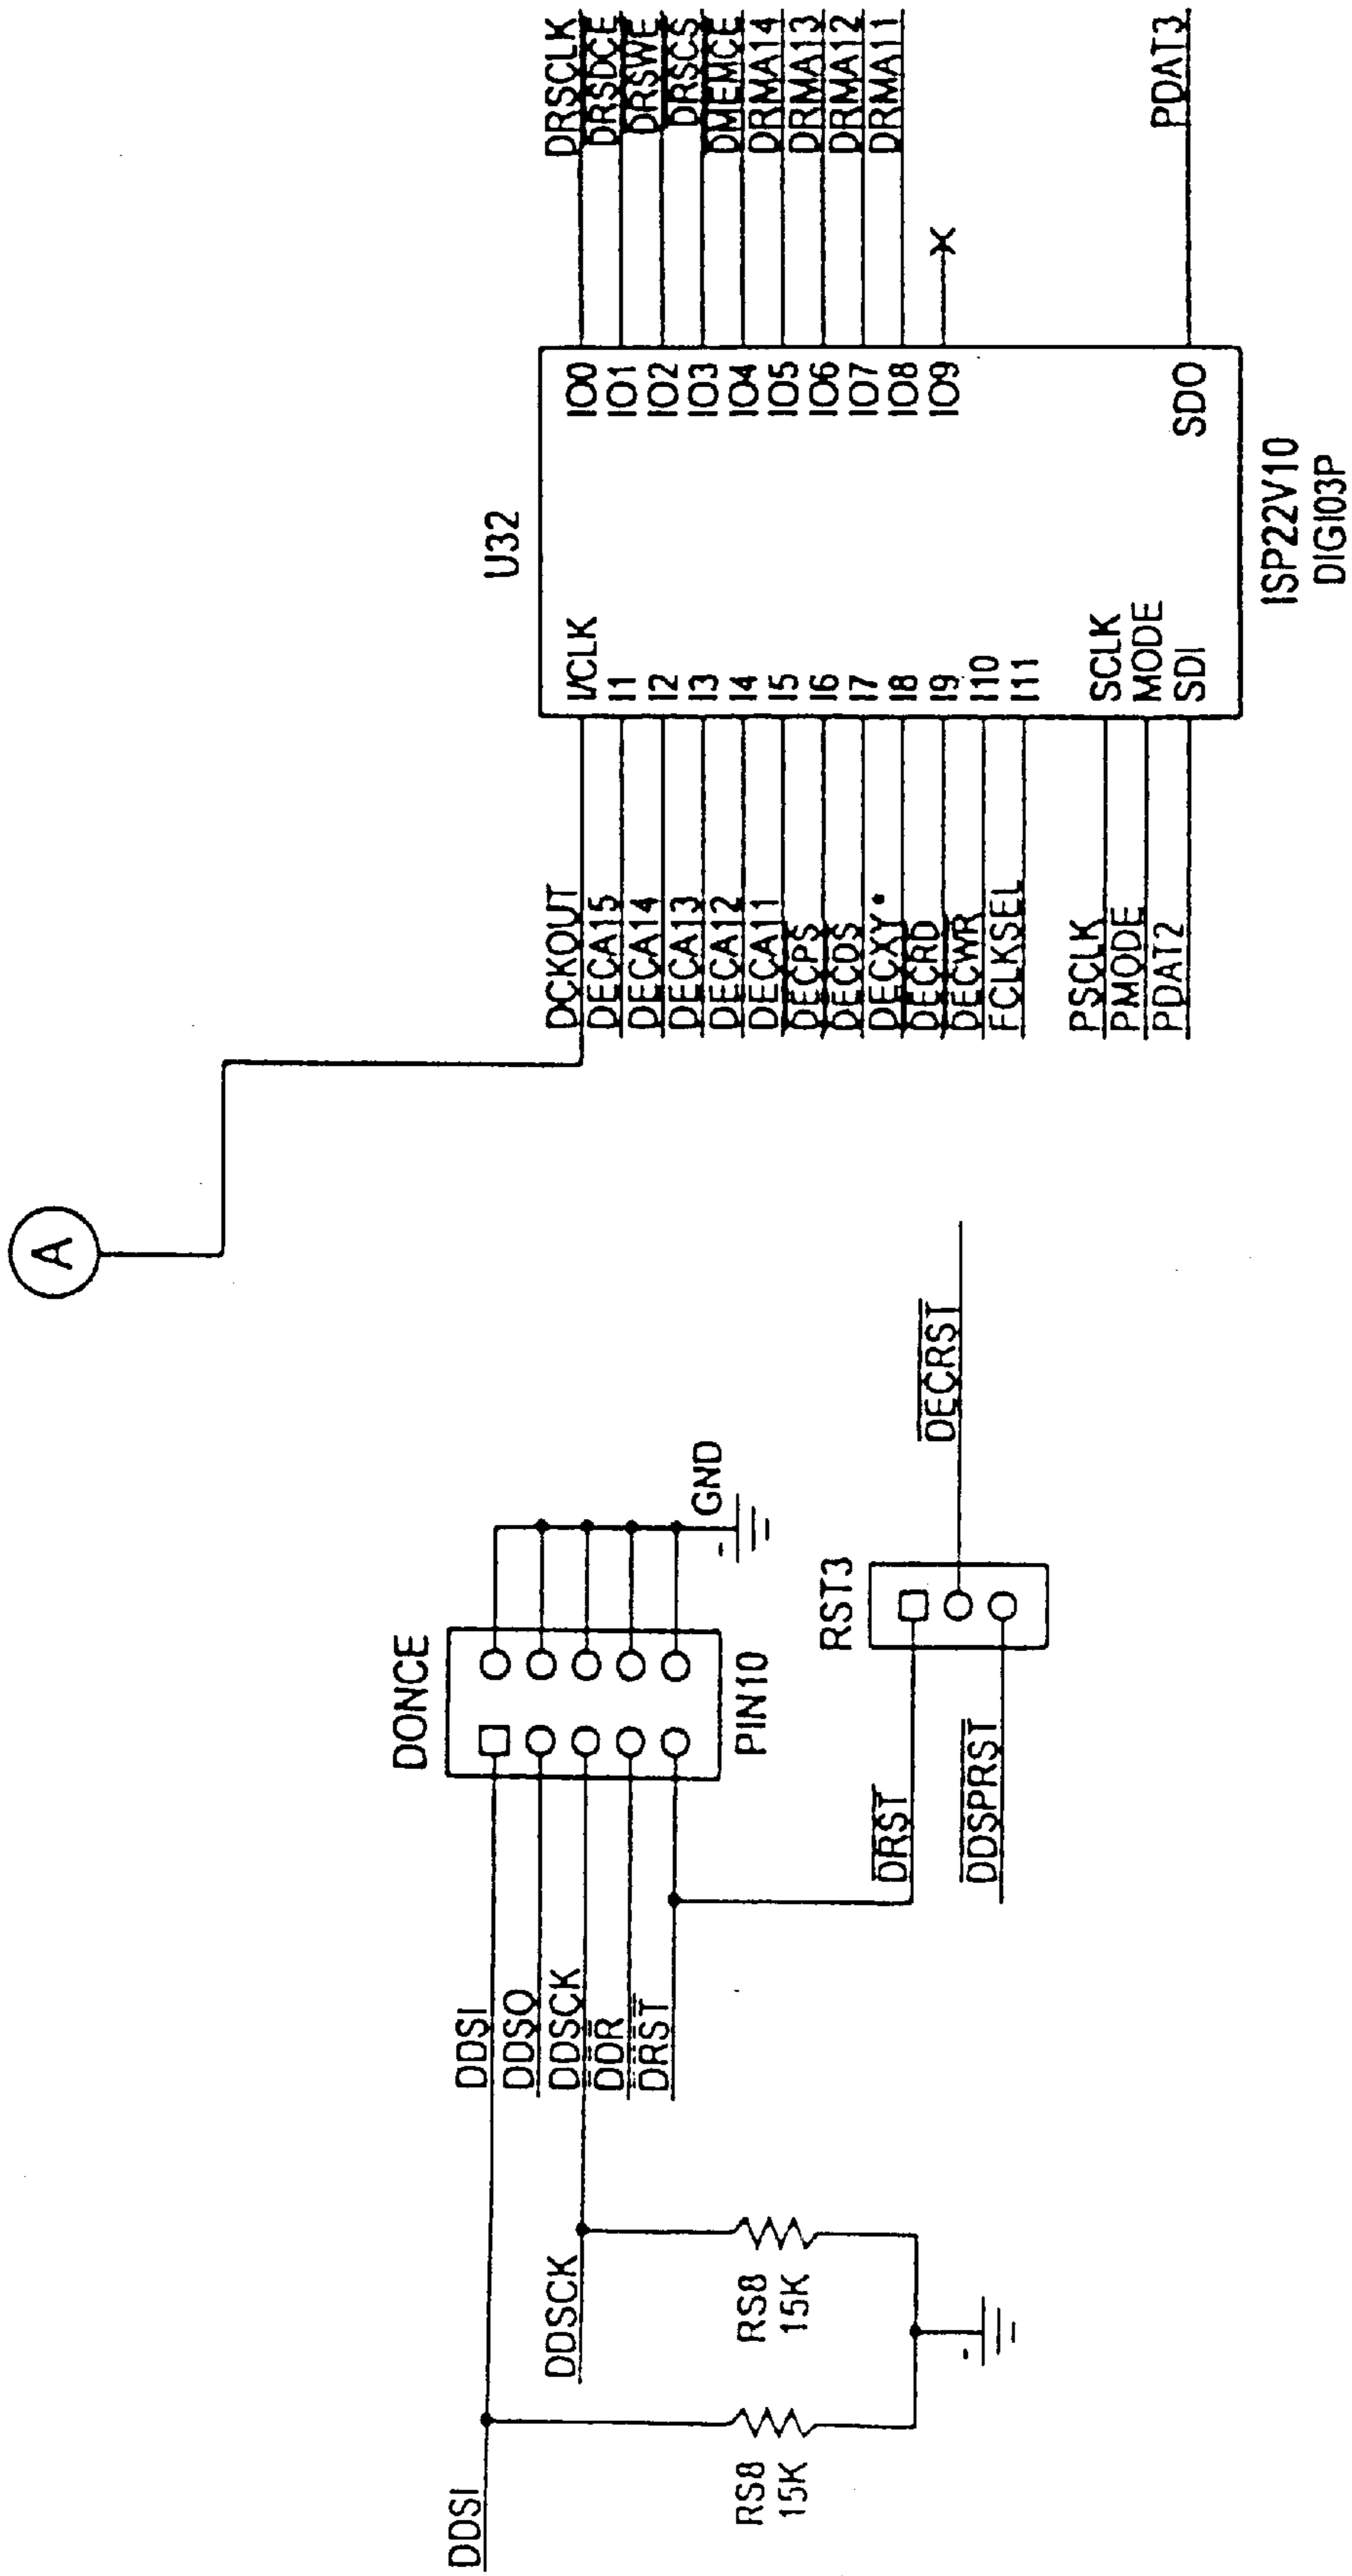 A
DDSI
DDSCK
RS8
15K
RS8
15K
DDSI
DDSO
DDSCK
DDR
DRST
DONCE
PIN10
GND
DRST
DDSPRST
RST3
DECRST
U32
DCKOUT
DECA15
DECA14
DECA13
DECA12
DECA11
DECPS
DECDS
DECXY
DECRD
DECWR
FCLKSEL
PSCLK
PMODE
PDAT2
I/CLK
I1
I2
I3
I4
I5
I6
I7
I8
I9
I10
I11
SCLK
MODE
SDI
IO0
IO1
IO2
IO3
IO4
IO5
IO6
IO7
IO8
IO9
SDO
DRSCLK
DRSDCE
DRSWE
DRSCS
DMEMCE
DRMA14
DRMA13
DRMA12
DRMA11
X
PDAT3
ISP22V10
DIGI03P